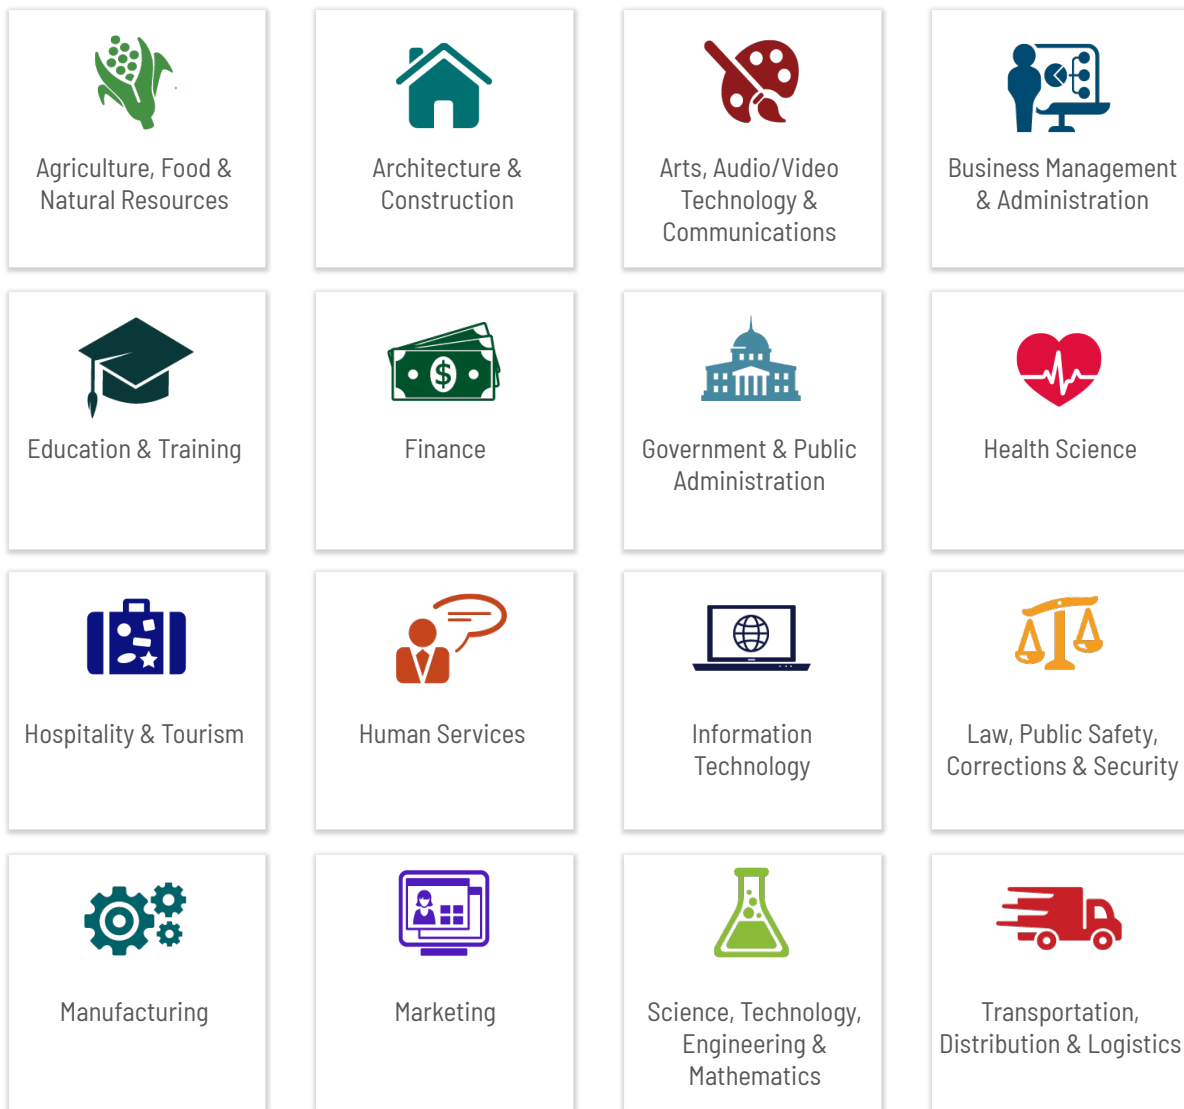 Agriculture, Food &
Natural Resources
Architecture &
Construction
Arts, Audio/Video
Technology &
Communications
Business Management
& Administration
Education & Training
$
Finance
Government & Public
Administration
Health Science
Hospitality & Tourism
Human Services
Information
Technology
Law, Public Safety,
Corrections & Security
Manufacturing
Marketing
Science, Technology,
Engineering &
Mathematics
Transportation,
Distribution & Logistics